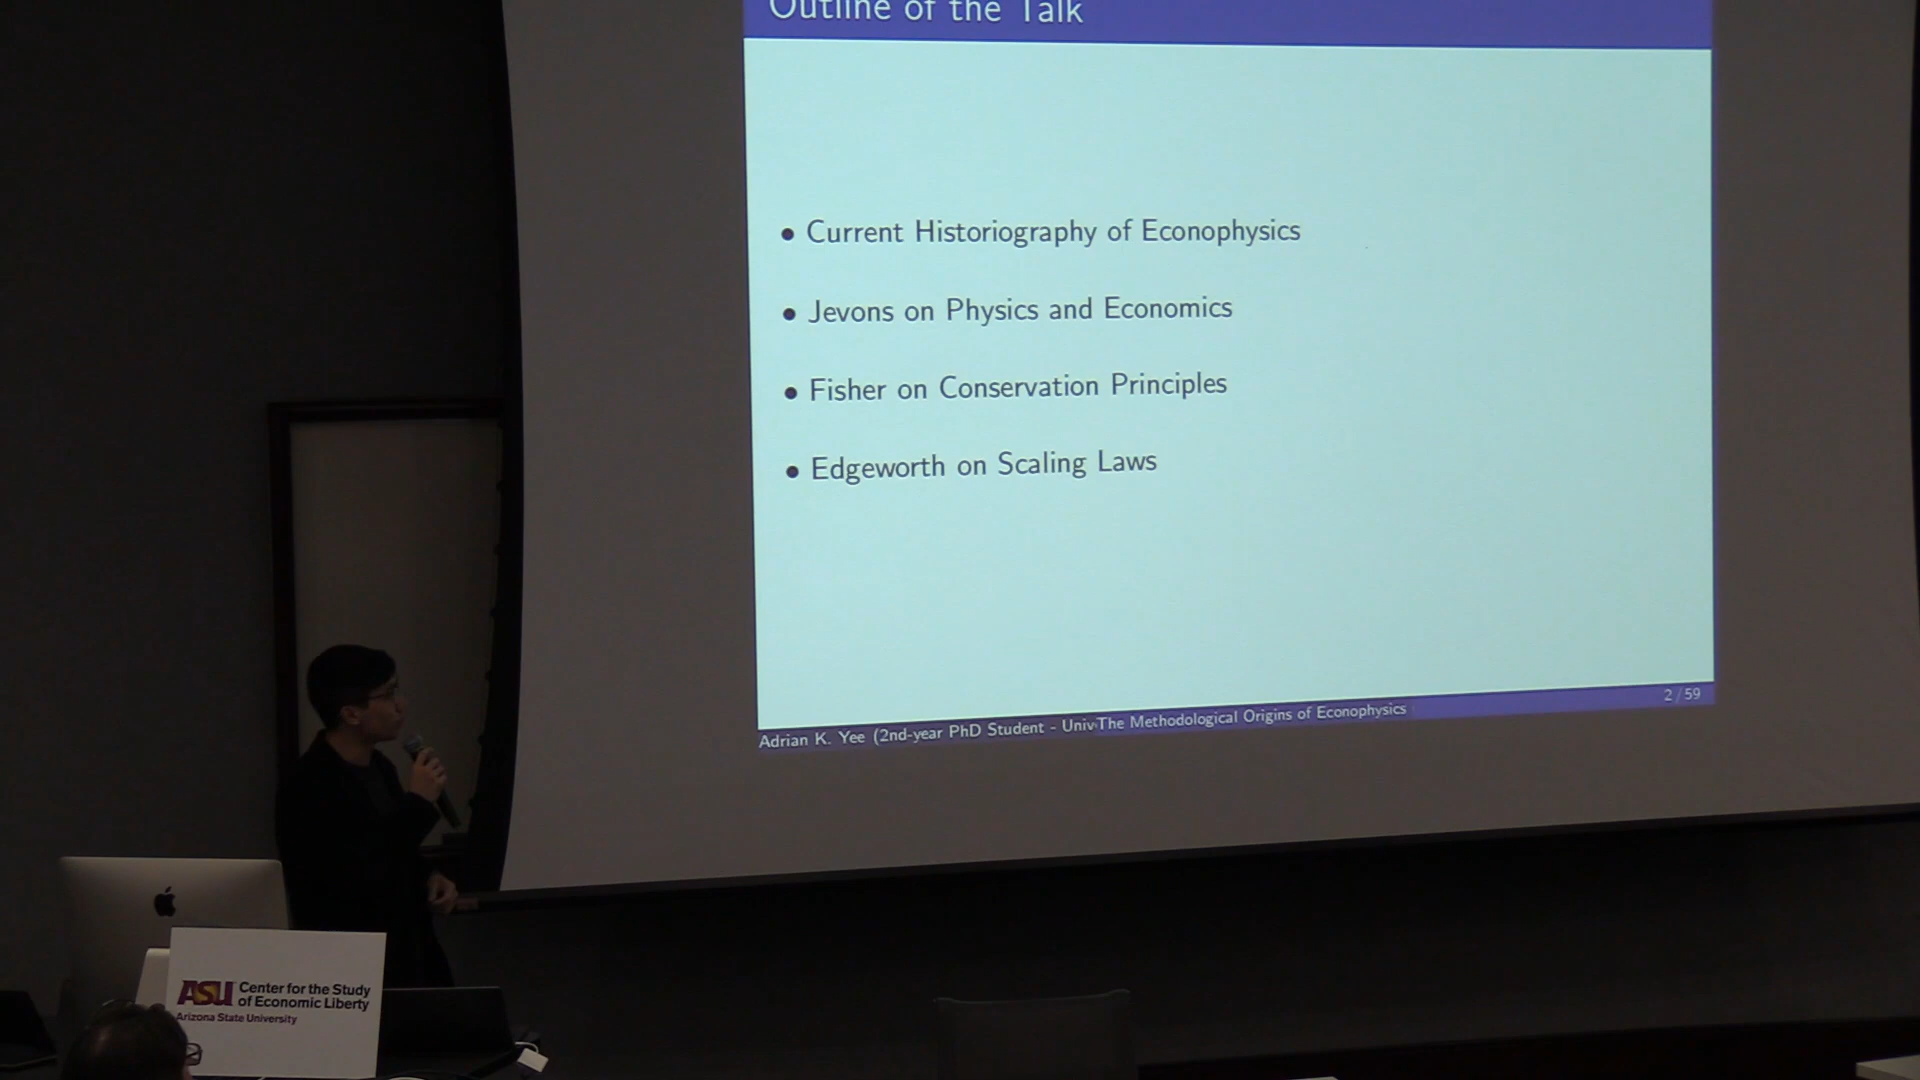 Outline of the Talk
Current Historiography of Econophysics
Jevons on Physics and Economics
Fisher on Conservation Principles
Edgeworth on Scaling Laws
2 / 59
Adrian K. Yee (2nd-year PhD Student - Univ The Methodological Origins of Econophysics
ASU Center for the Study
of Economic Liberty
Arizona State University